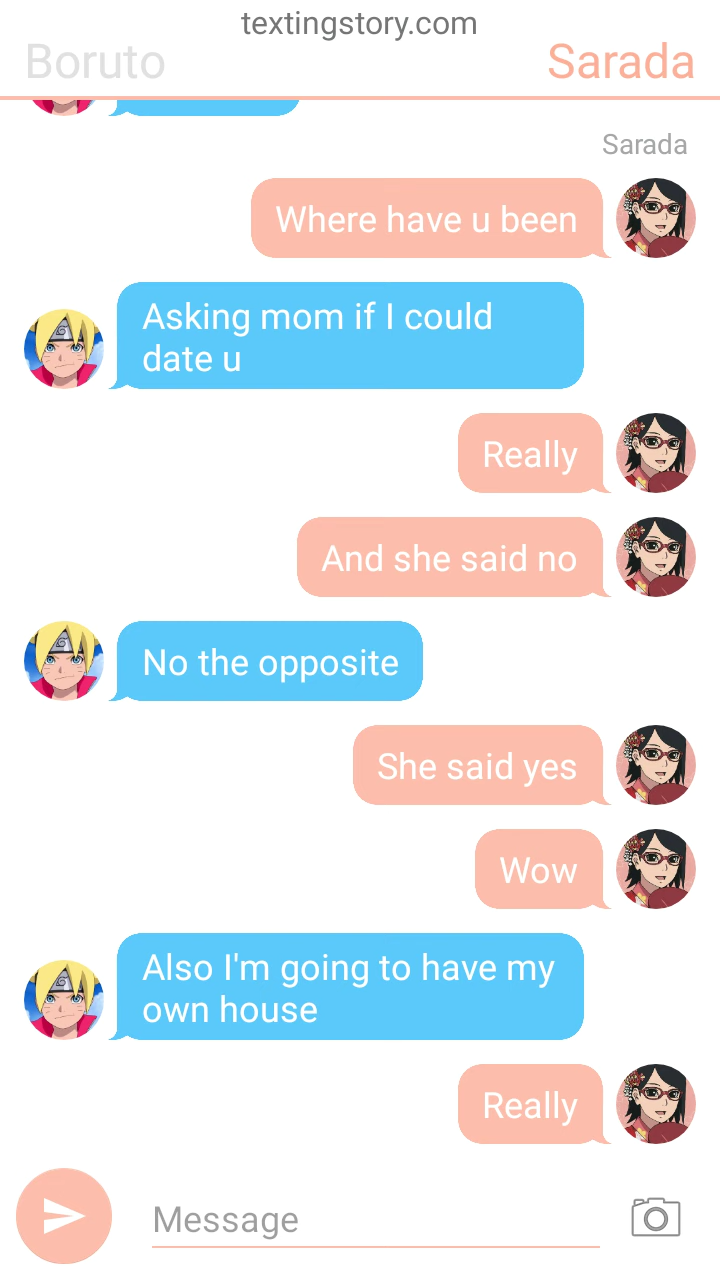 textingstory.com
Boruto
Sarada
Sarada
Where have u been
Asking mom if I could
date u
Really
And she said no
No the opposite
She said yes
Wow
Also I'm going to have my
own house
Really
Message